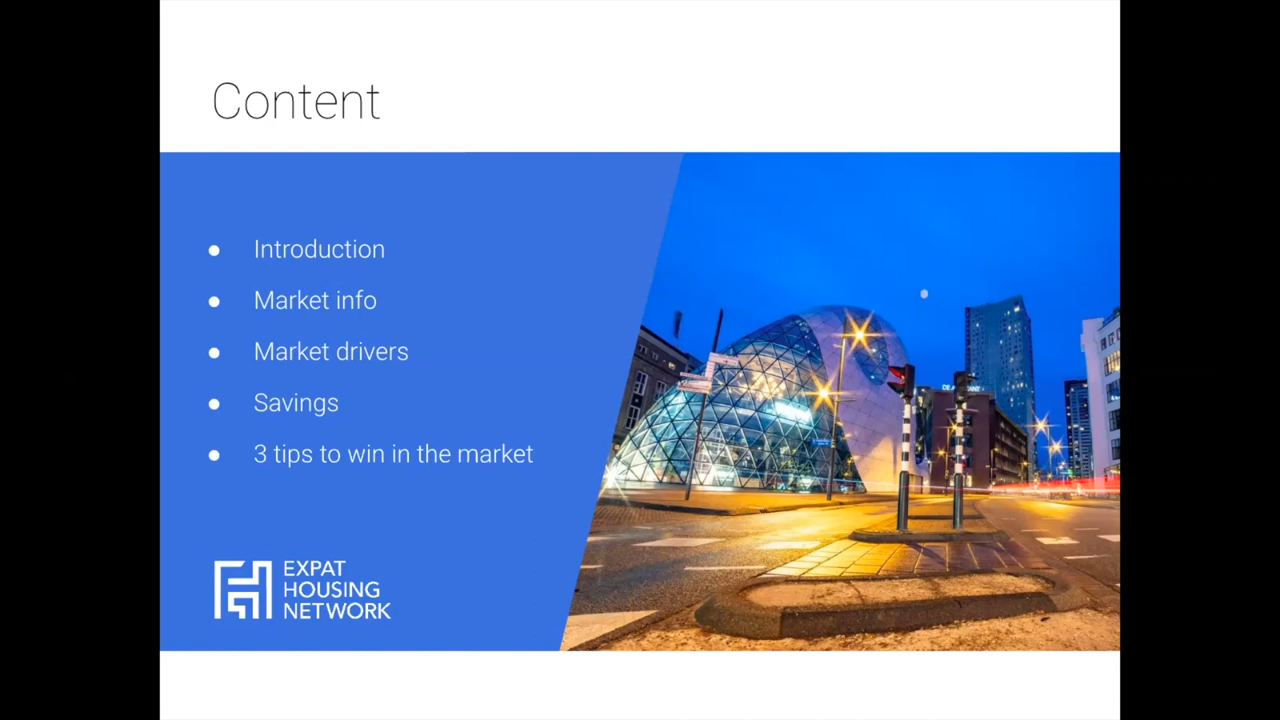 Content
Introduction
Market info
Market drivers
Savings
3 tips to win in the market
EXPAT
HOUSING
NETWORK